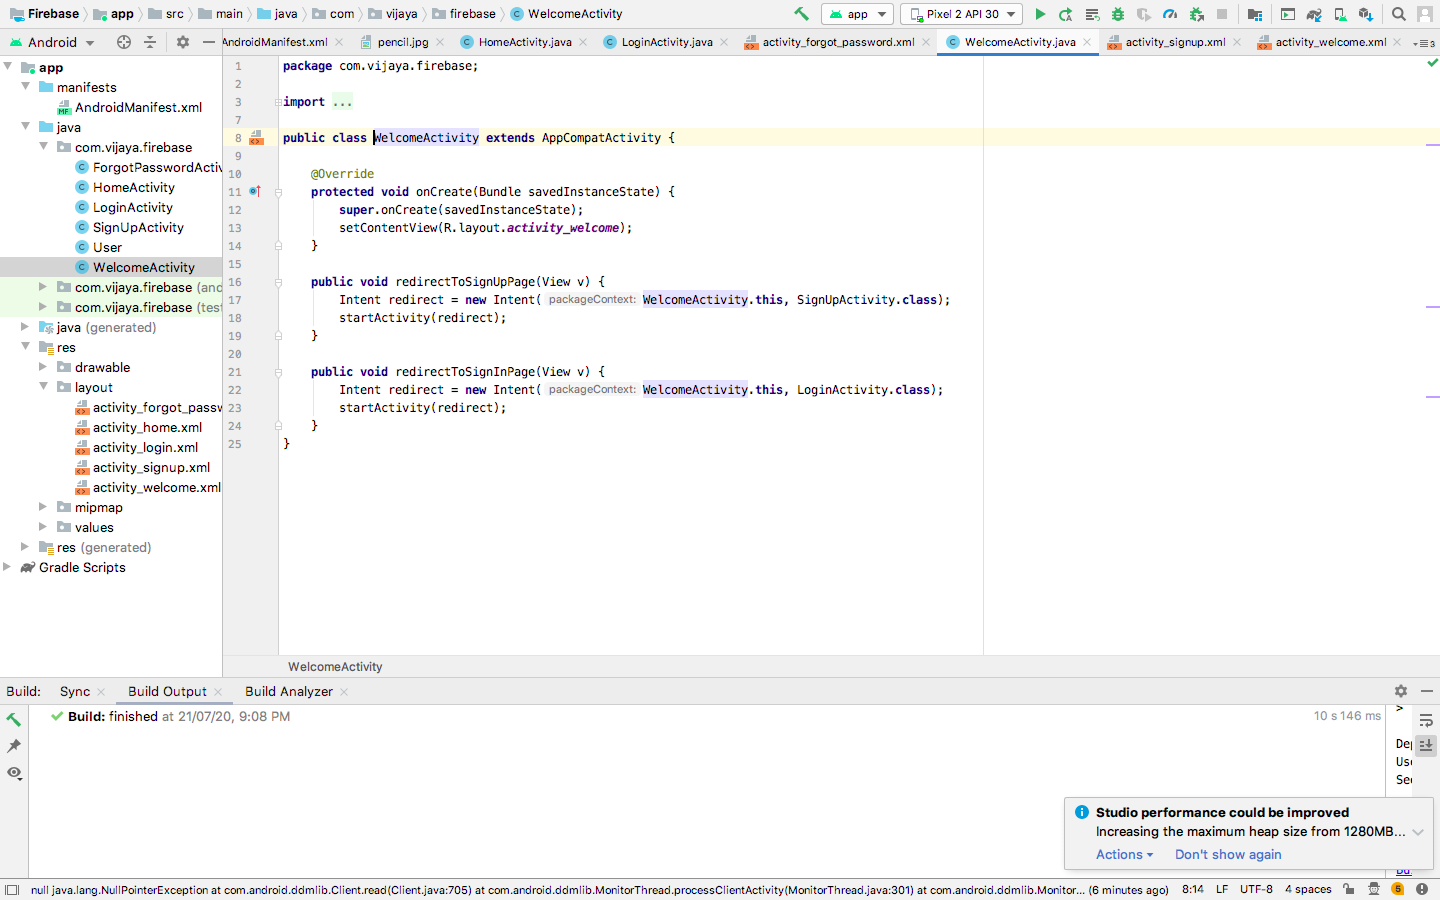 Firebase app src main java com vijaya firebase WelcomeActivity app Pixel 2 API 30
Android AndroidManifest.xml pencil.jpg HomeActivity.java LoginActivity.java activity_forgot_password.xml WelcomeActivity.java activity_signup.xml activity_welcome.xml 3
app
manifests
AndroidManifest.xml
java
com.vijaya.firebase
ForgotPasswordActiv
HomeActivity
LoginActivity
SignUpActivity
User
WelcomeActivity
com.vijaya.firebase (and
com.vijaya.firebase (test
java (generated)
res
drawable
layout
activity_forgot_passw
activity_home.xml
activity_login.xml
activity_signup.xml
activity_welcome.xml
mipmap
values
res (generated)
Gradle Scripts
1 package com.vijaya.firebase;
2
3 import ...
7
8 public class WelcomeActivity extends AppCompatActivity {
9
10 @Override
11 protected void onCreate(Bundle savedInstanceState) {
12 super.onCreate(savedInstanceState);
13 setContentView(R.layout.activity_welcome);
14 }
15
16 public void redirectToSignUpPage(View v) {
17 Intent redirect = new Intent( packageContext: WelcomeActivity.this, SignUpActivity.class);
18 startActivity(redirect);
19 }
20
21 public void redirectToSignInPage(View v) {
22 Intent redirect = new Intent( packageContext: WelcomeActivity.this, LoginActivity.class);
23 startActivity(redirect);
24 }
25 }
WelcomeActivity
Build: Sync Build Output Build Analyzer
Build: finished at 21/07/20, 9:08 PM 10 s 146 ms
>
Dep
Use
See
Studio performance could be improved
Increasing the maximum heap size from 1280MB...
Actions Don't show again
null java.lang.NullPointerException at com.android.ddmlib.Client.read(Client.java:705) at com.android.ddmlib.MonitorThread.processClientActivity(MonitorThread.java:301) at com.android.ddmlib.Monitor... (6 minutes ago) 8:14 LF UTF-8 4 spaces 5